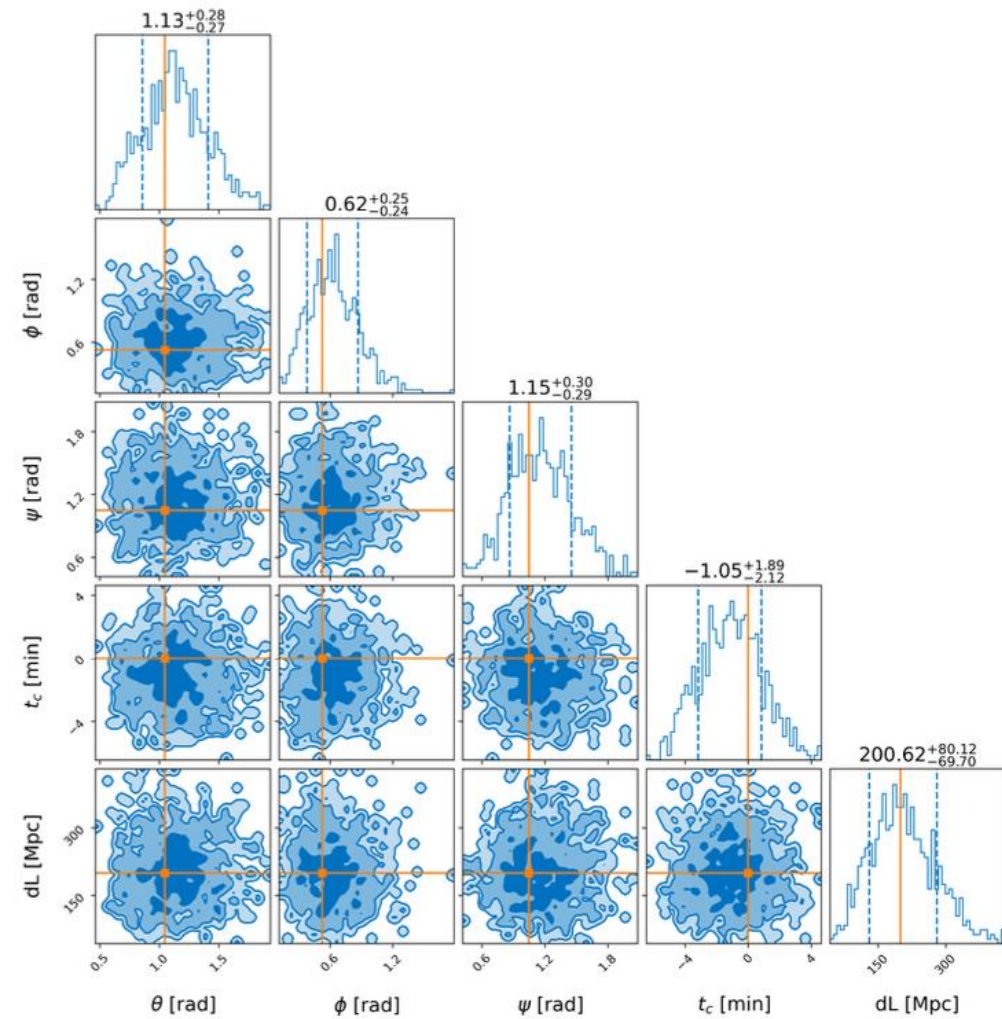 1.13+0.28−0.27
0.62+0.25−0.24
ϕ [rad]
1.2
0.6
1.15+0.30−0.29
ψ [rad]
1.8
1.2
0.6
−1.05+1.89−2.12
t_c [min]
4
0
−4
200.62+80.12−69.70
dL [Mpc]
300
150
0.5 1.0 1.5 0.6 1.2 0.6 1.2 1.8 −4 0 4 150 300
θ [rad] ϕ [rad] ψ [rad] t_c [min] dL [Mpc]